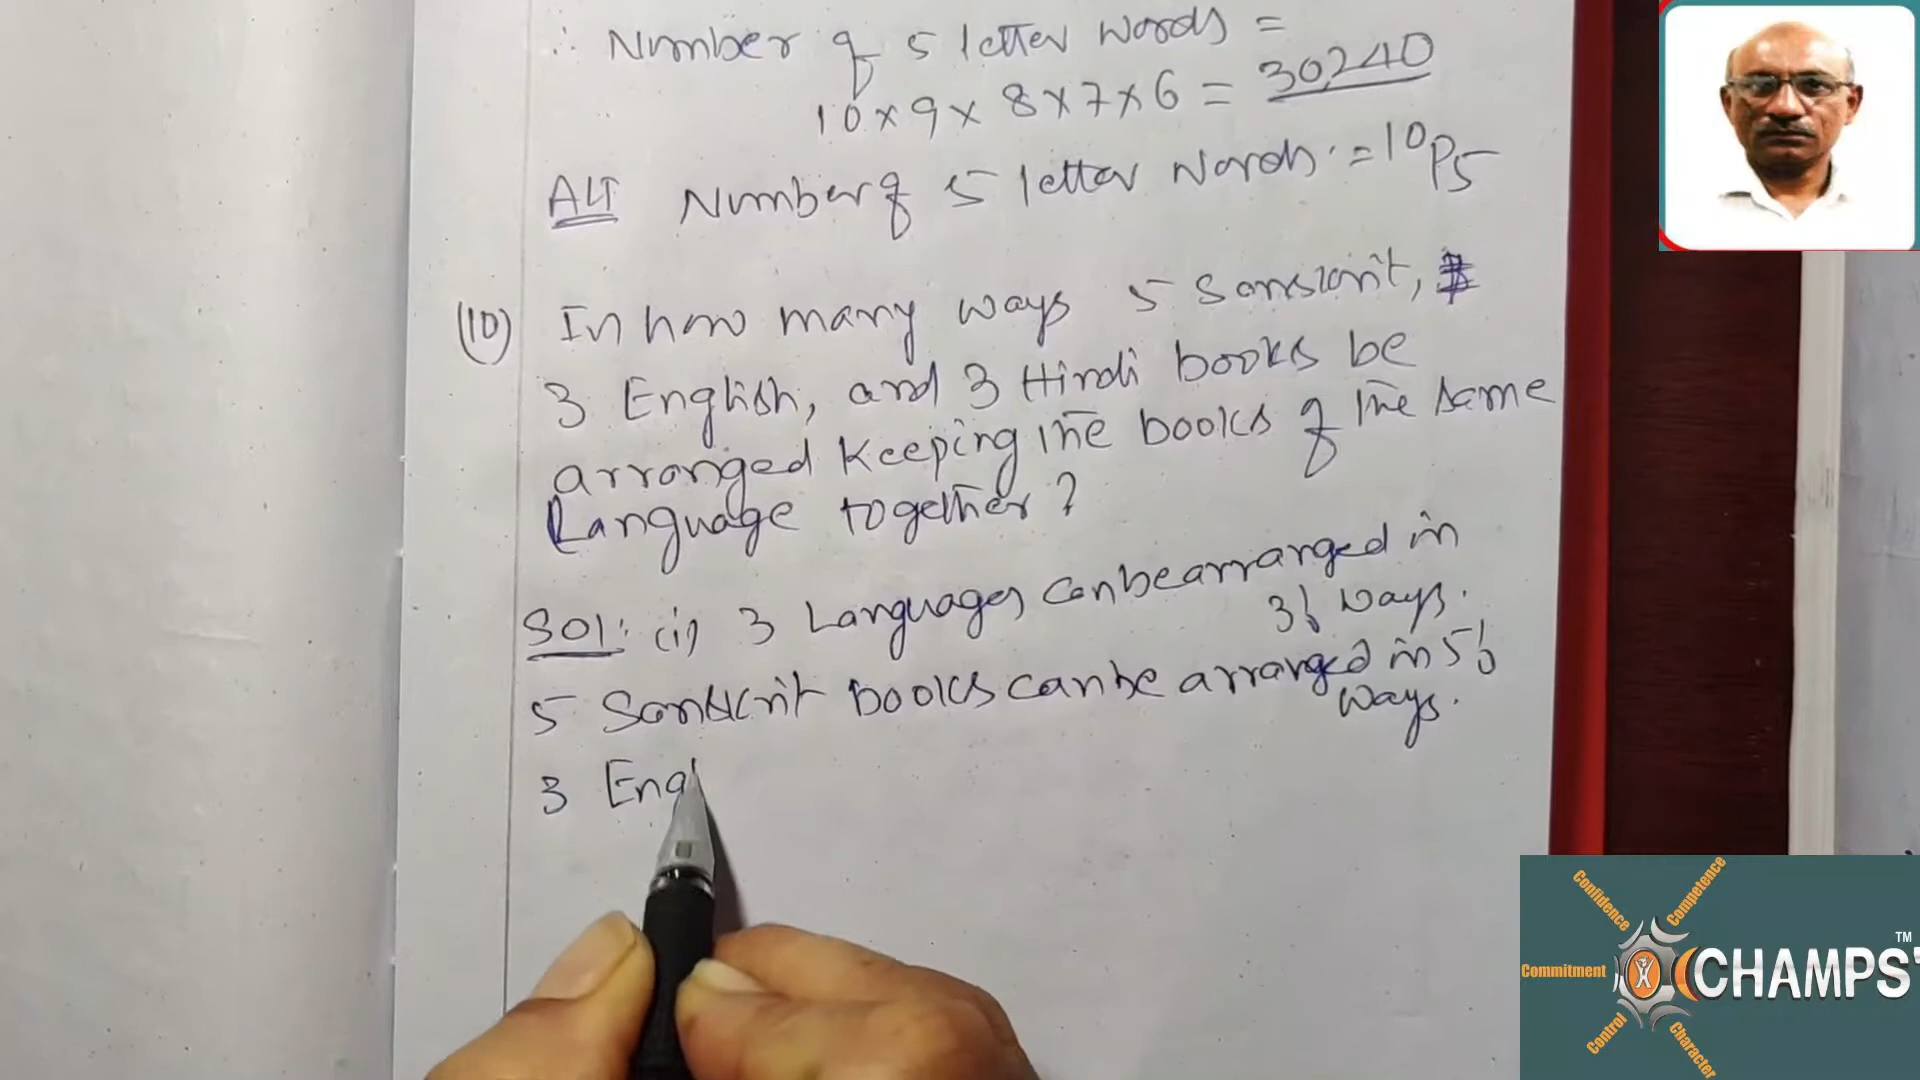 ∴ Number of 5 letter words =
10 x 9 x 8 x 7 x 6 = 30,240
ALT Number of 5 letter words = 10P5
(10) In how many ways 5 Sanskrit,
3 English, and 3 Hindi books be
arranged keeping the books of the same
Language together?
Sol: (i) 3 Languages can be arranged in
3! ways.
5 Sanskrit books can be arranged in 5!
ways.
3 Engl
Confidence
Competence
Commitment
CHAMPS
TM
Control
Character